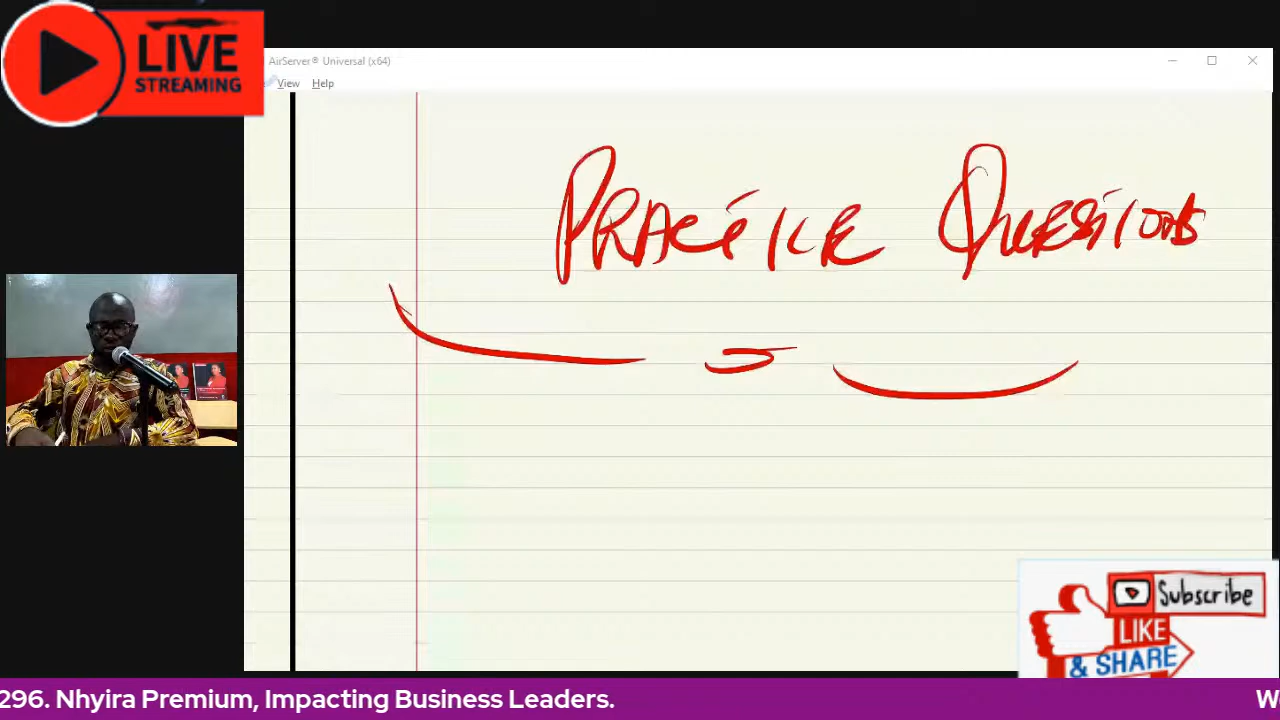 LIVE
STREAMING
AirServer® Universal (x64)
View
Help
PRACTICE QUESTIONS
Subscribe
LIKE
& SHARE
296. Nhyira Premium, Impacting Business Leaders.
W